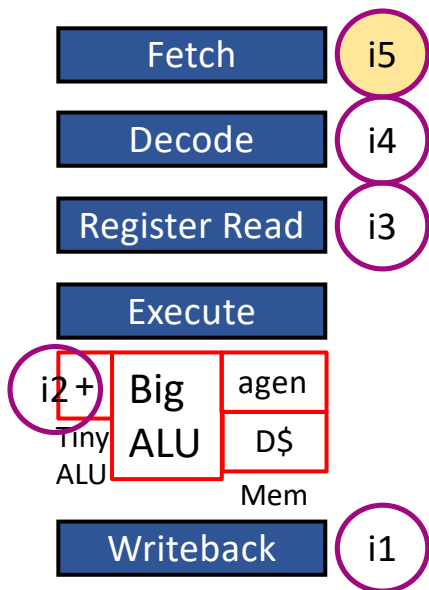 Fetch i5
Decode i4
Register Read i3
Execute
i2 + Big ALU agen
Tiny ALU D$
Mem
Writeback i1